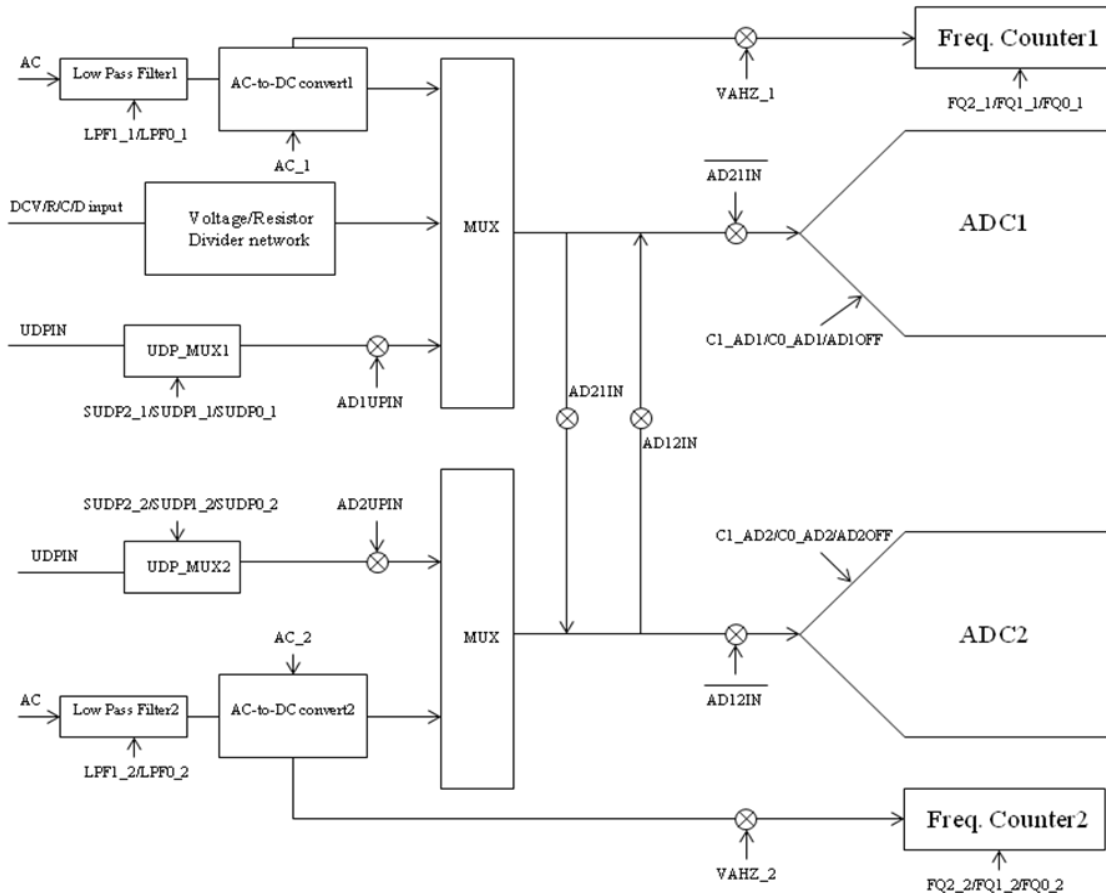 AC
Low Pass Filter1
LPF1_1/LPF0_1
AC-to-DC convert1
AC_1
VAHZ_1
Freq. Counter1
FQ2_1/FQ1_1/FQ0_1
DCV/R/C/D input
Voltage/Resistor
Divider network
MUX
AD21IN
ADC1
C1_AD1/C0_AD1/AD1OFF
UDPIN
UDP_MUX1
SUDP2_1/SUDP1_1/SUDP0_1
AD1UPIN
AD21IN
AD12IN
SUDP2_2/SUDP1_2/SUDP0_2
UDPIN
UDP_MUX2
AD2UPIN
MUX
C1_AD2/C0_AD2/AD2OFF
ADC2
AD12IN
AC_2
AC
Low Pass Filter2
LPF1_2/LPF0_2
AC-to-DC convert2
VAHZ_2
Freq. Counter2
FQ2_2/FQ1_2/FQ0_2